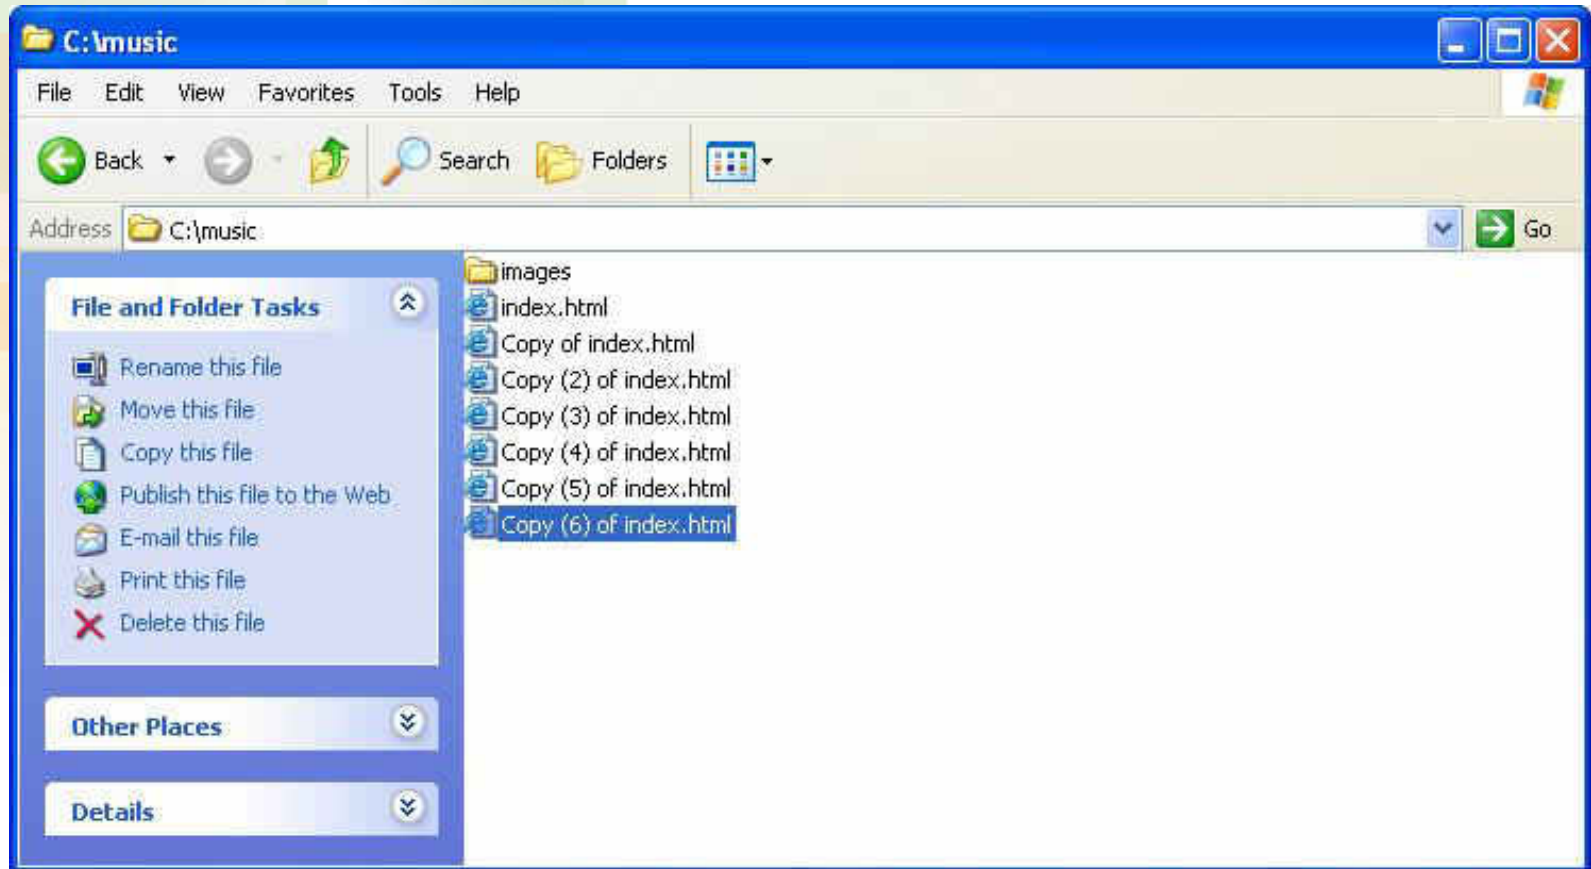 C:\music
File Edit View Favorites Tools Help
Back Search Folders
Address C:\music Go
File and Folder Tasks
Rename this file
Move this file
Copy this file
Publish this file to the Web
E-mail this file
Print this file
Delete this file
Other Places
Details
images
index.html
Copy of index.html
Copy (2) of index.html
Copy (3) of index.html
Copy (4) of index.html
Copy (5) of index.html
Copy (6) of index.html